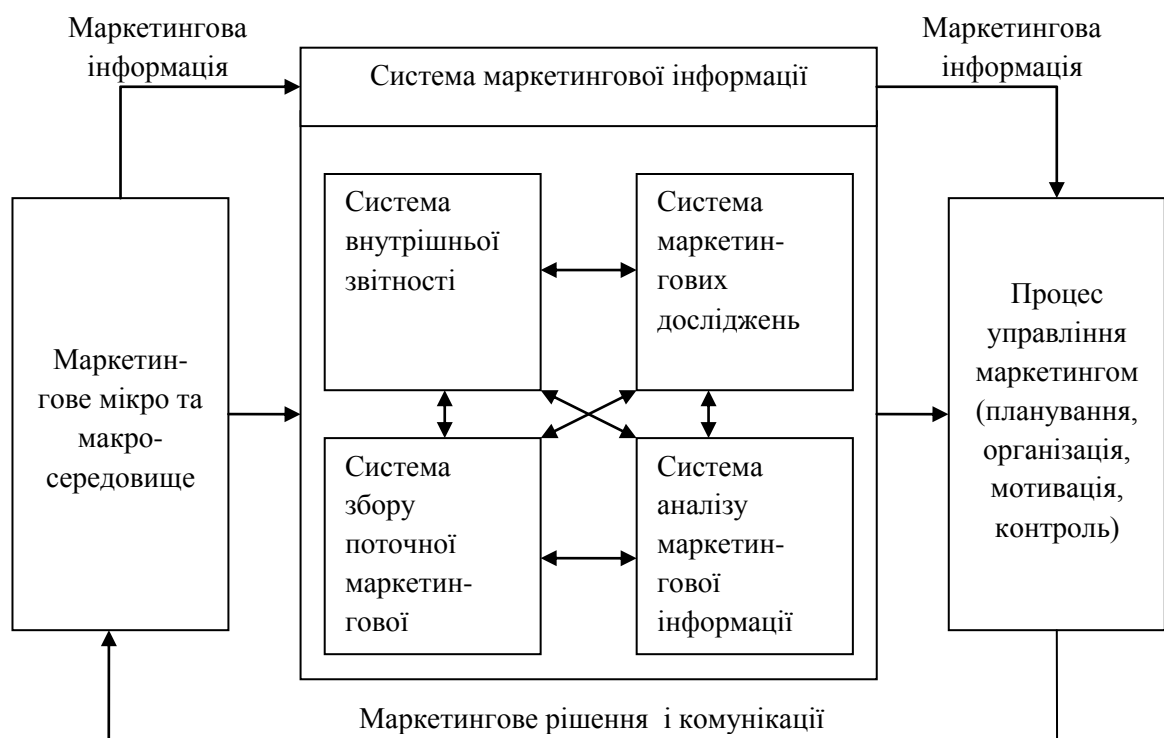 Маркетингова
інформація
Система маркетингової інформації
Маркетингова
інформація
Маркетин-
гове мікро та
макро-
середовище
Система
внутрішньої
звітності
Система
маркетин-
гових
досліджень
Система
збору
поточної
маркетин-
гової
Система
аналізу
маркетин-
гової
інформації
Процес
управління
маркетингом
(планування,
організація,
мотивація,
контроль)
Маркетингове рішення  і комунікації